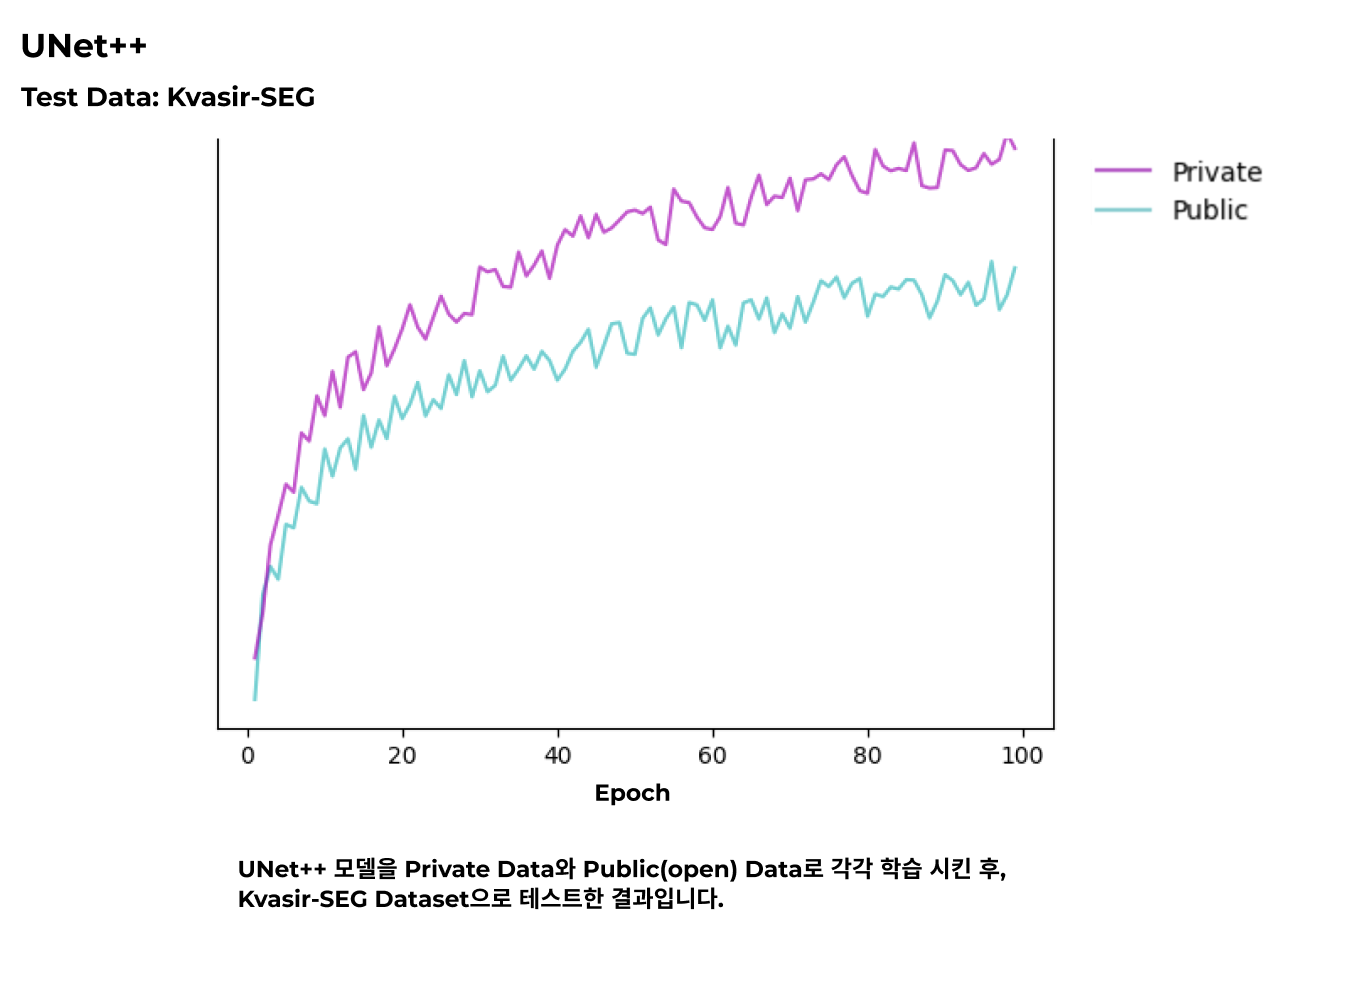 UNet++
Test Data: Kvasir-SEG
Private
Public
0 20 40 60 80 100
Epoch
UNet++ 모델을 Private Data와 Public(open) Data로 각각 학습 시킨 후,
Kvasir-SEG Dataset으로 테스트한 결과입니다.